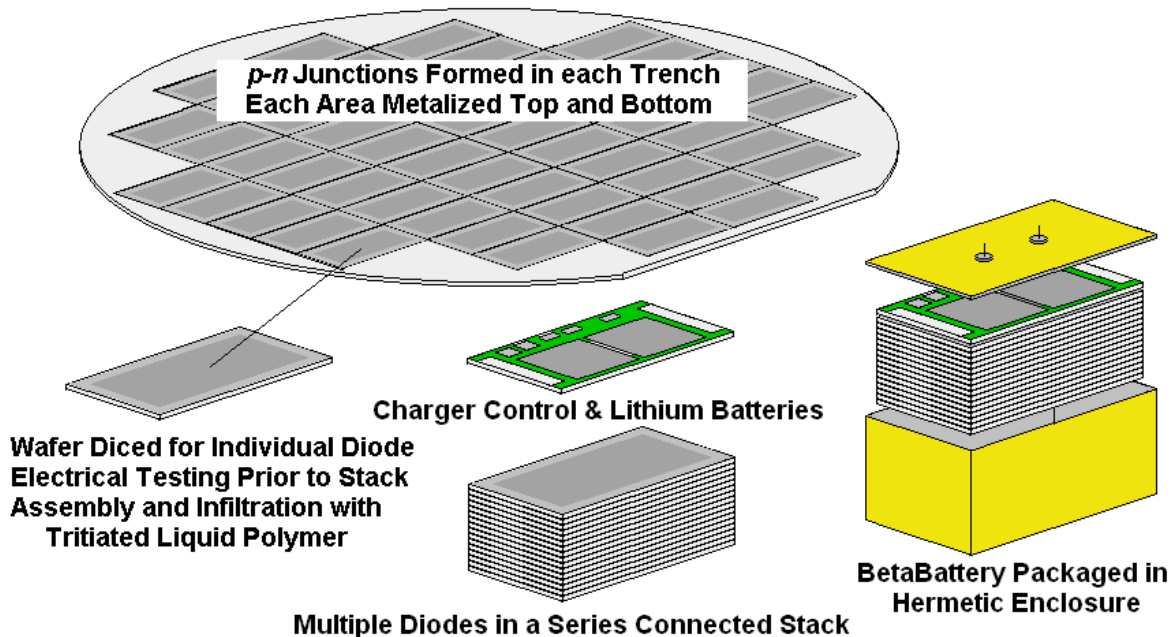 p-n Junctions Formed in each Trench
Each Area Metalized Top and Bottom
Charger Control & Lithium Batteries
Wafer Diced for Individual Diode
Electrical Testing Prior to Stack
Assembly and Infiltration with
Tritiated Liquid Polymer
BetaBattery Packaged in
Hermetic Enclosure
Multiple Diodes in a Series Connected Stack